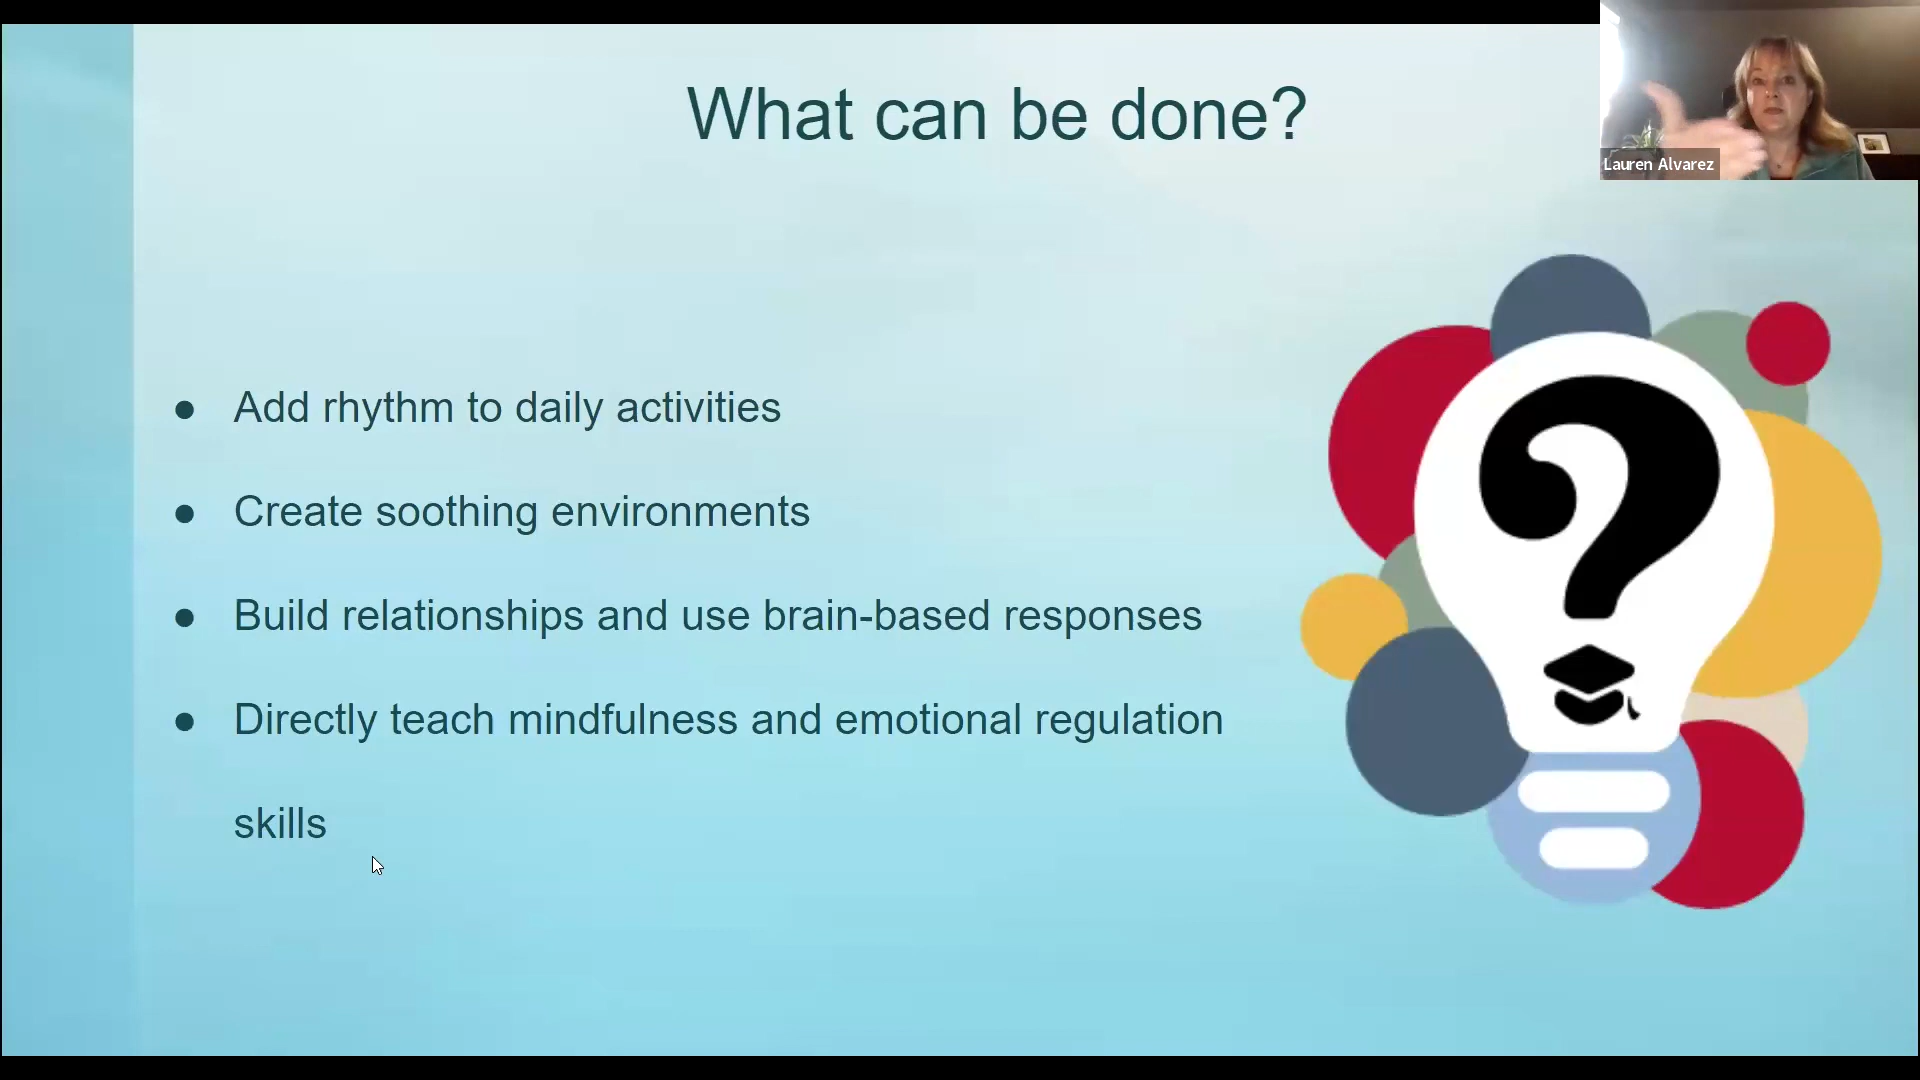 What can be done?
Lauren Alvarez
● Add rhythm to daily activities
● Create soothing environments
● Build relationships and use brain-based responses
● Directly teach mindfulness and emotional regulation
skills
?